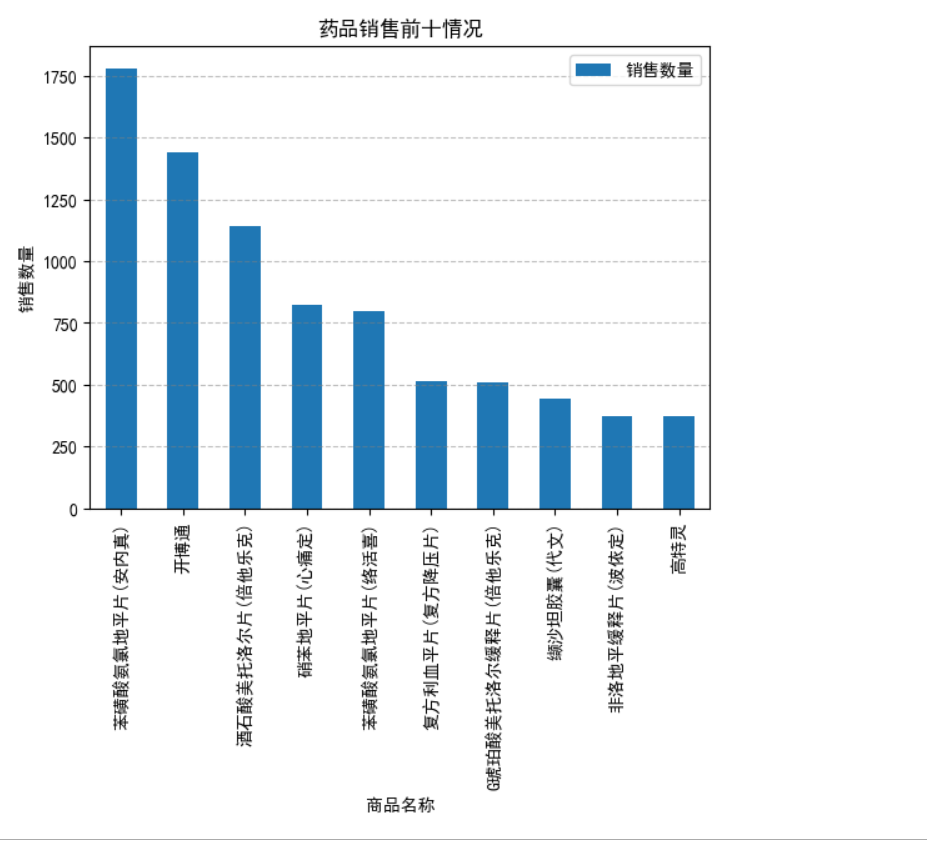 药品销售前十情况
销售数量
1750
1500
1250
1000
750
500
250
0
销售数量
苯磺酸氨氯地平片(安内真)
开博通
酒石酸美托洛尔片(倍他乐克)
硝苯地平片(心痛定)
苯磺酸氨氯地平片(络活喜)
复方利血平片(复方降压片)
G琥珀酸美托洛尔缓释片(倍他乐克)
缬沙坦胶囊(代文)
非洛地平缓释片(波依定)
高特灵
商品名称